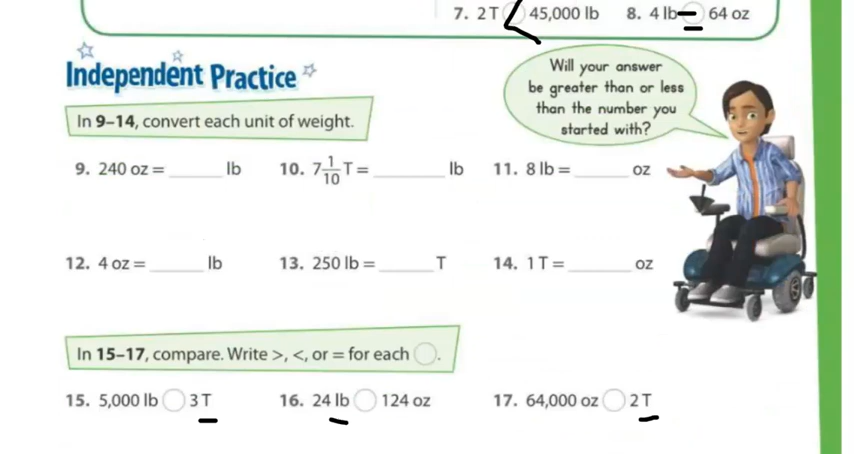 7. 2 T < 45,000 lb 8. 4 lb = 64 oz
Independent Practice
Will your answer
be greater than or less
than the number you
started with?
In 9–14, convert each unit of weight.
9. 240 oz = ______ lb 10. 7 1/10 T = ________ lb 11. 8 lb = ______ oz
12. 4 oz = ______ lb 13. 250 lb = ______ T 14. 1 T = _______ oz
In 15–17, compare. Write >, <, or = for each ◯.
15. 5,000 lb ◯ 3 T 16. 24 lb ◯ 124 oz 17. 64,000 oz ◯ 2 T